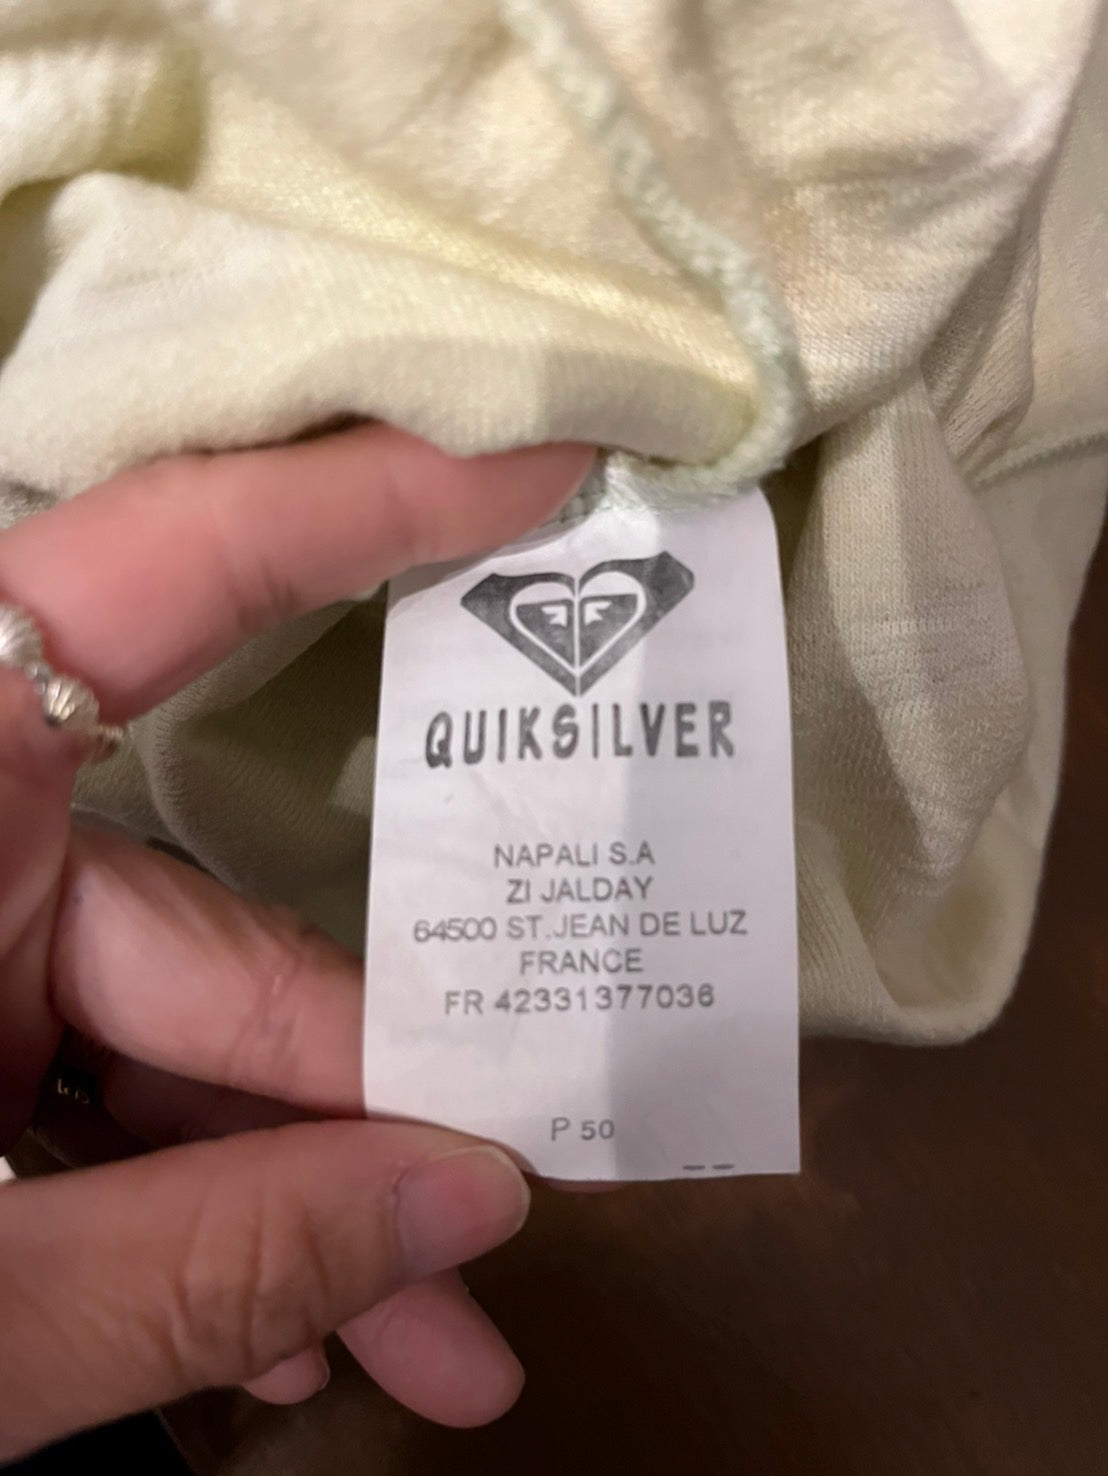 QUIKSILVER
NAPALI S.A
ZI JALDAY
64500 ST.JEAN DE LUZ
FRANCE
FR 42331377036
P 50